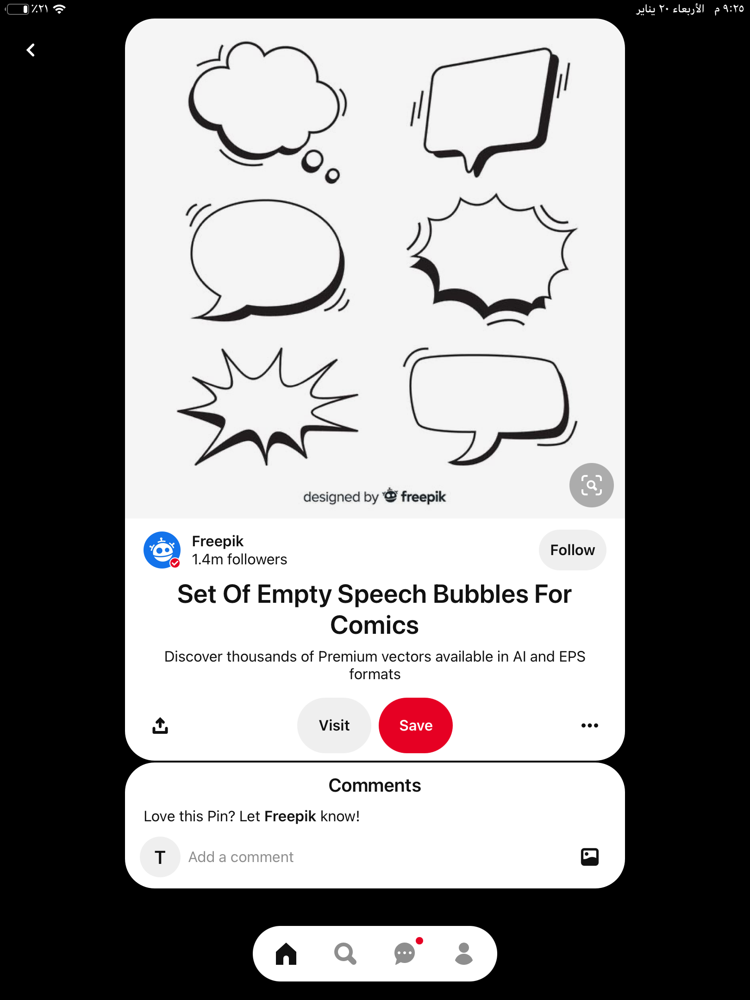 ٪٢١
٩:٢٥ م الأربعاء ٢٠ يناير
designed by freepik
Freepik
1.4m followers
Follow
Set Of Empty Speech Bubbles For
Comics
Discover thousands of Premium vectors available in AI and EPS
formats
Visit
Save
Comments
Love this Pin? Let Freepik know!
T
Add a comment